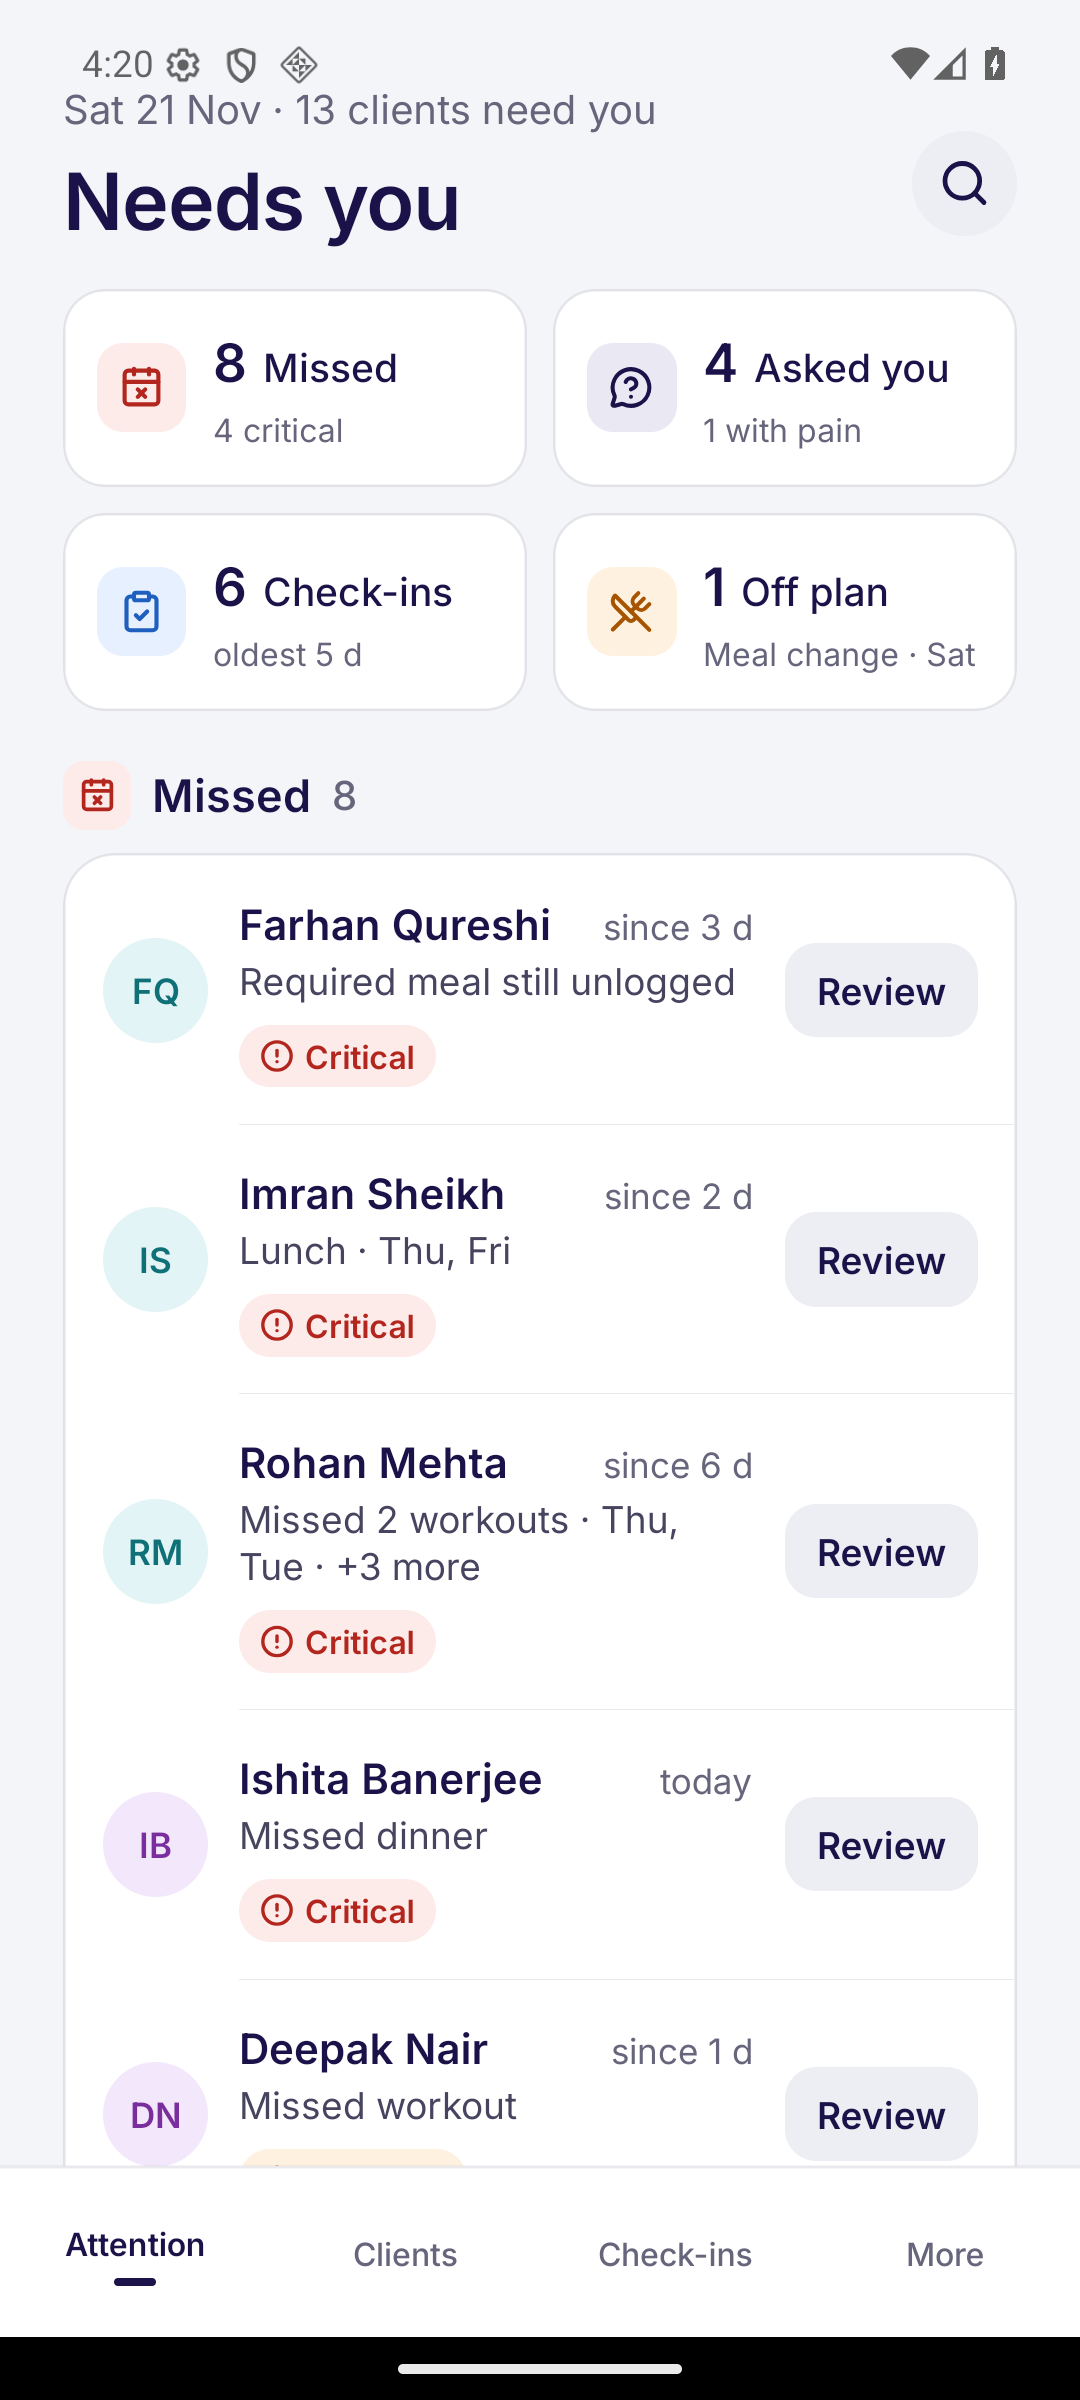 4:20
Sat 21 Nov · 13 clients need you
Needs you
8 Missed
4 critical
4 Asked you
1 with pain
6 Check-ins
oldest 5 d
1 Off plan
Meal change · Sat
Missed 8
FQ
Farhan Qureshi since 3 d
Required meal still unlogged
Critical
Review
IS
Imran Sheikh since 2 d
Lunch · Thu, Fri
Critical
Review
RM
Rohan Mehta since 6 d
Missed 2 workouts · Thu,
Tue · +3 more
Critical
Review
IB
Ishita Banerjee today
Missed dinner
Critical
Review
DN
Deepak Nair since 1 d
Missed workout
Review
Attention
Clients
Check-ins
More